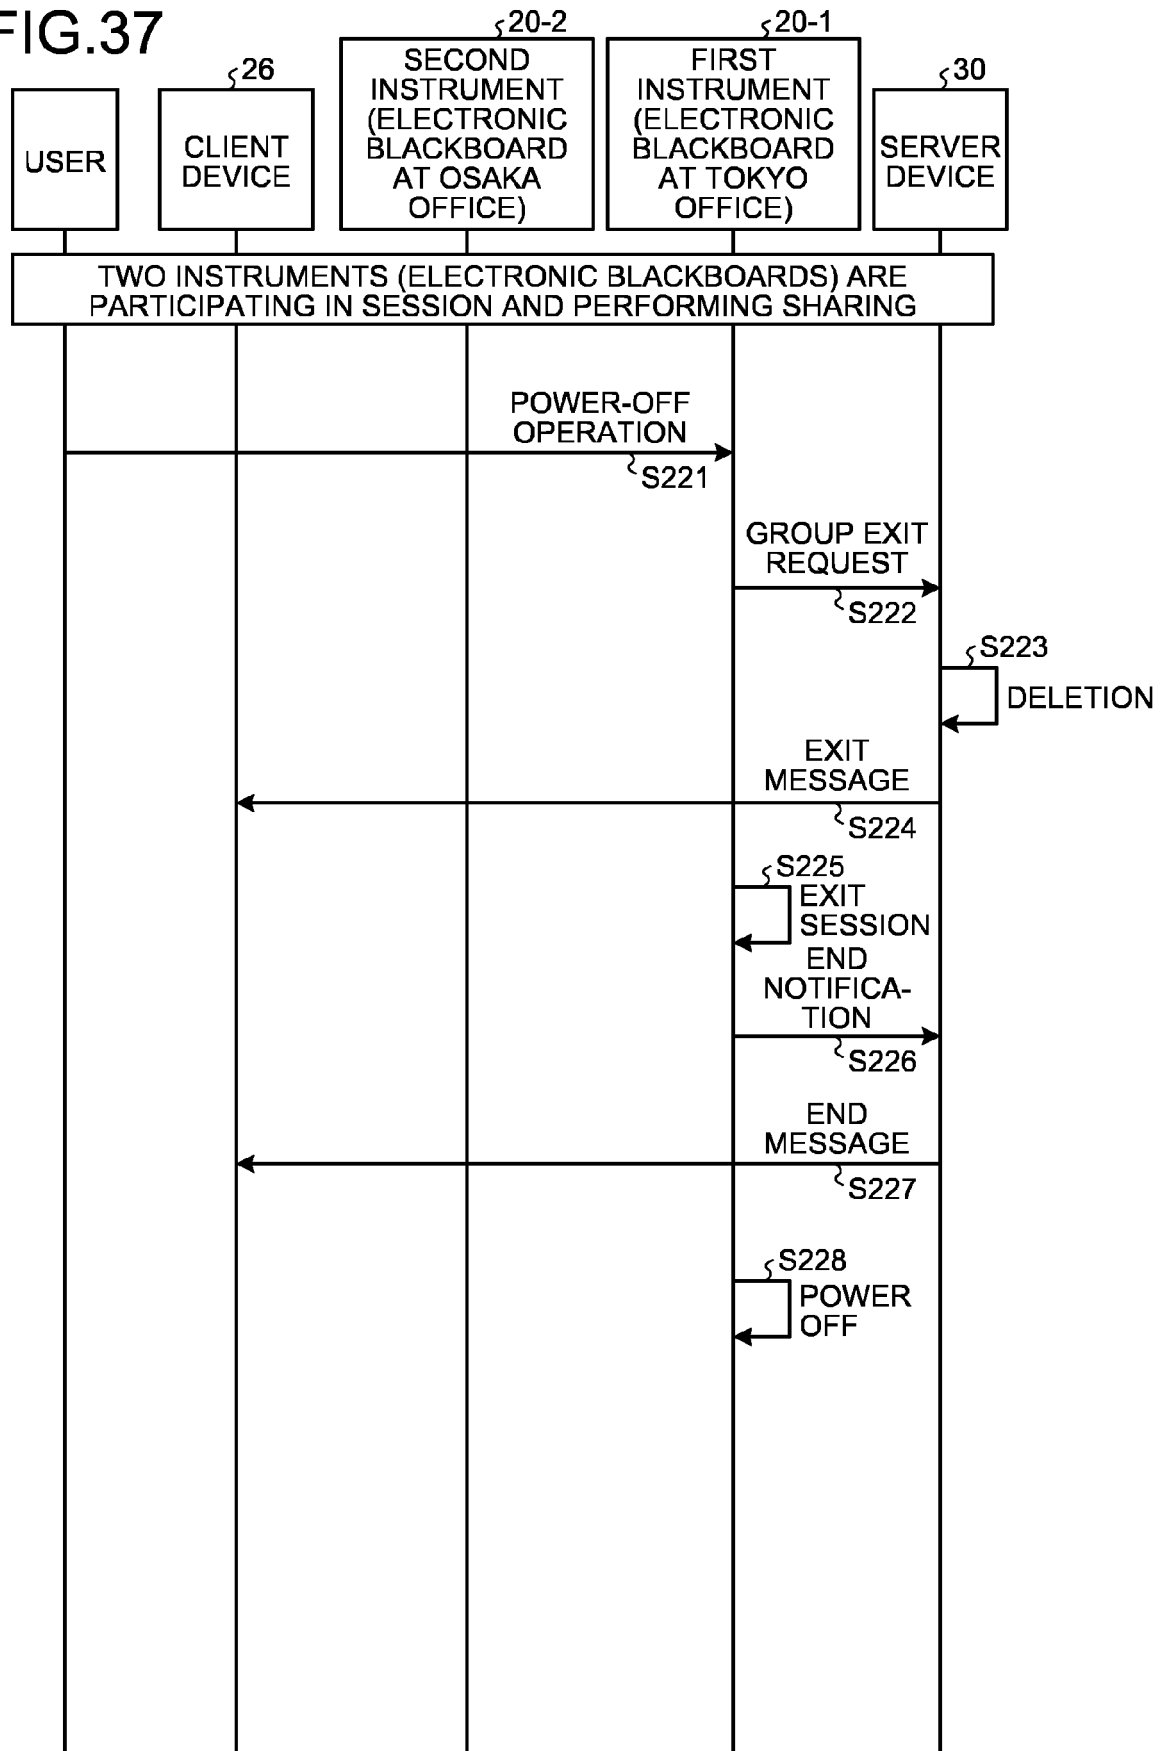 FIG.37
20-2
20-1
26
30
USER
CLIENT
DEVICE
SECOND
INSTRUMENT
(ELECTRONIC
BLACKBOARD
AT OSAKA
OFFICE)
FIRST
INSTRUMENT
(ELECTRONIC
BLACKBOARD
AT TOKYO
OFFICE)
SERVER
DEVICE
TWO INSTRUMENTS (ELECTRONIC BLACKBOARDS) ARE
PARTICIPATING IN SESSION AND PERFORMING SHARING
POWER-OFF
OPERATION
S221
GROUP EXIT
REQUEST
S222
S223
DELETION
EXIT
MESSAGE
S224
S225
EXIT
SESSION
END
NOTIFICA-
TION
S226
END
MESSAGE
S227
S228
POWER
OFF